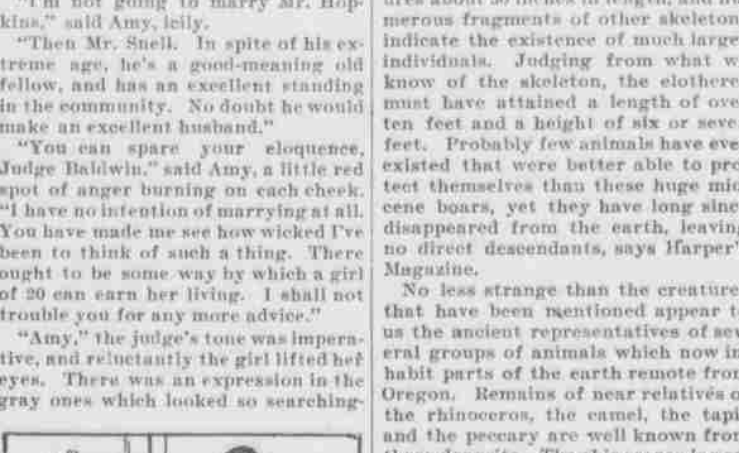 "I'm not going to marry Mr. Hop-
kins," said Amy, icily.
"Then Mr. Snell. In spite of his ex-
treme age, he's a good-meaning old
fellow, and has an excellent standing
in the community. No doubt he would
make an excellent husband."
"You can spare your eloquence,
Judge Baldwin," said Amy, a little red
spot of anger burning on each cheek.
"I have no intention of marrying at all.
You have made me see how wicked I've
been to think of such a thing. There
ought to be some way by which a girl
of 20 can earn her living. I shall not
trouble you for any more advice."
"Amy," the judge's tone was impera-
tive, and reluctantly the girl lifted her
eyes. There was an expression in the
gray ones which looked so searching-
merous fragments of other skeleton
indicate the existence of much large
individuals. Judging from what w
know of the skeleton, the elothere
must have attained a length of ove
ten feet and a height of six or seve
feet. Probably few animals have eve
existed that were better able to pro
tect themselves than these huge mio
cene boars, yet they have long sinc
disappeared from the earth, leaving
no direct descendants, says Harper'
Magazine.
No less strange than the creature
that have been mentioned appear t
us the ancient representatives of sev
eral groups of animals which now in
habit parts of the earth remote from
Oregon. Remains of near relatives o
the rhinoceros, the camel, the tapi
and the peccary are well known from